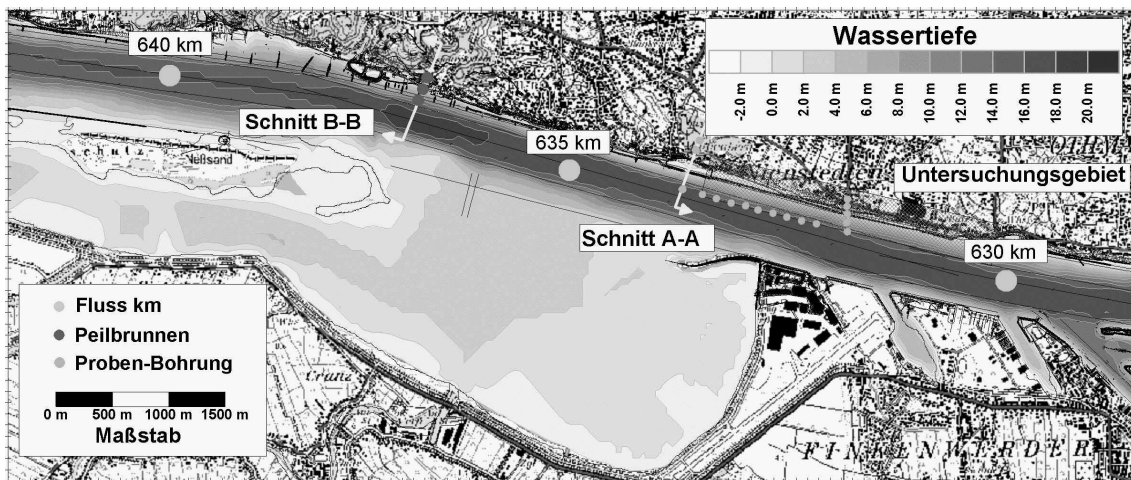 640 km
Wassertiefe
-2.0 m
0.0 m
2.0 m
4.0 m
6.0 m
8.0 m
10.0 m
12.0 m
14.0 m
16.0 m
18.0 m
20.0 m
Schnitt B-B
635 km
Untersuchungsgebiet
Schnitt A-A
630 km
Fluss km
Peilbrunnen
Proben-Bohrung
0 m 500 m 1000 m 1500 m
Maßstab
Cranz
FINKENWERDER